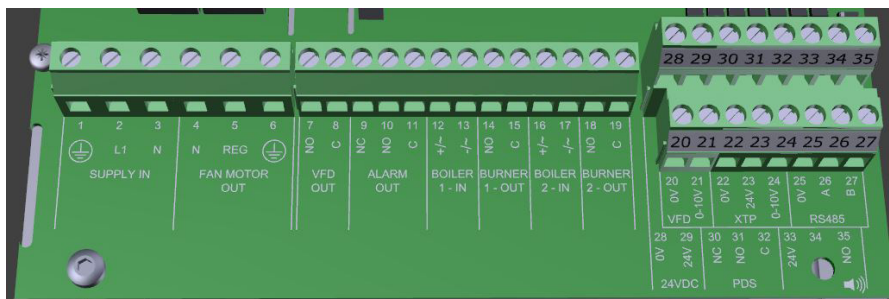 28 29 30 31 32 33 34 35
20 21 22 23 24 25 26 27
1 2 3 4 5 6 7 8 9 10 11 12 13 14 15 16 17 18 19
L1 N N REG NO C NC NO C +/~ -/~ NO C +/~ -/~ NO C
SUPPLY IN FAN MOTOR OUT VFD OUT ALARM OUT BOILER 1 - IN BURNER 1 - OUT BOILER 2 - IN BURNER 2 - OUT
20 21 22 23 24 25 26 27
0V 0-10V 0V 24V 0-10V 0V A B
VFD XTP RS485
28 29 30 31 32 33 34 35
0V 24V NC NO C 24V NO
24VDC PDS